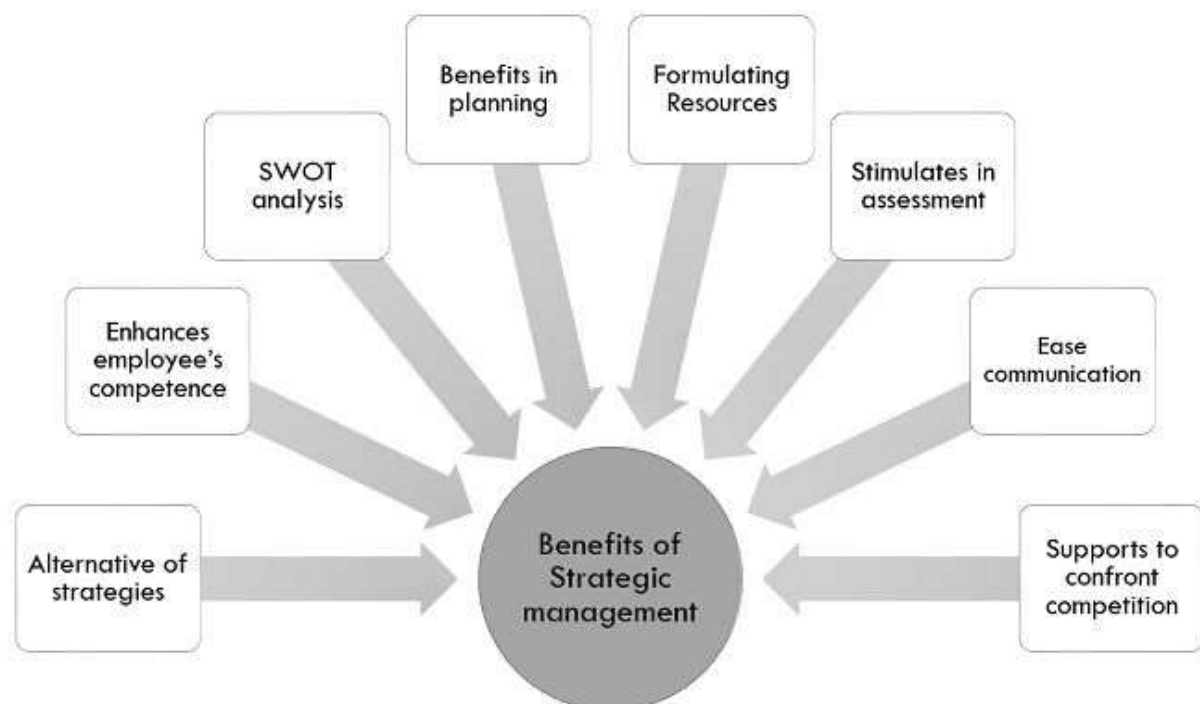 Benefits in
planning
Formulating
Resources
SWOT
analysis
Stimulates in
assessment
Enhances
employee's
competence
Ease
communication
Alternative of
strategies
Benefits of
Strategic
management
Supports to
confront
competition